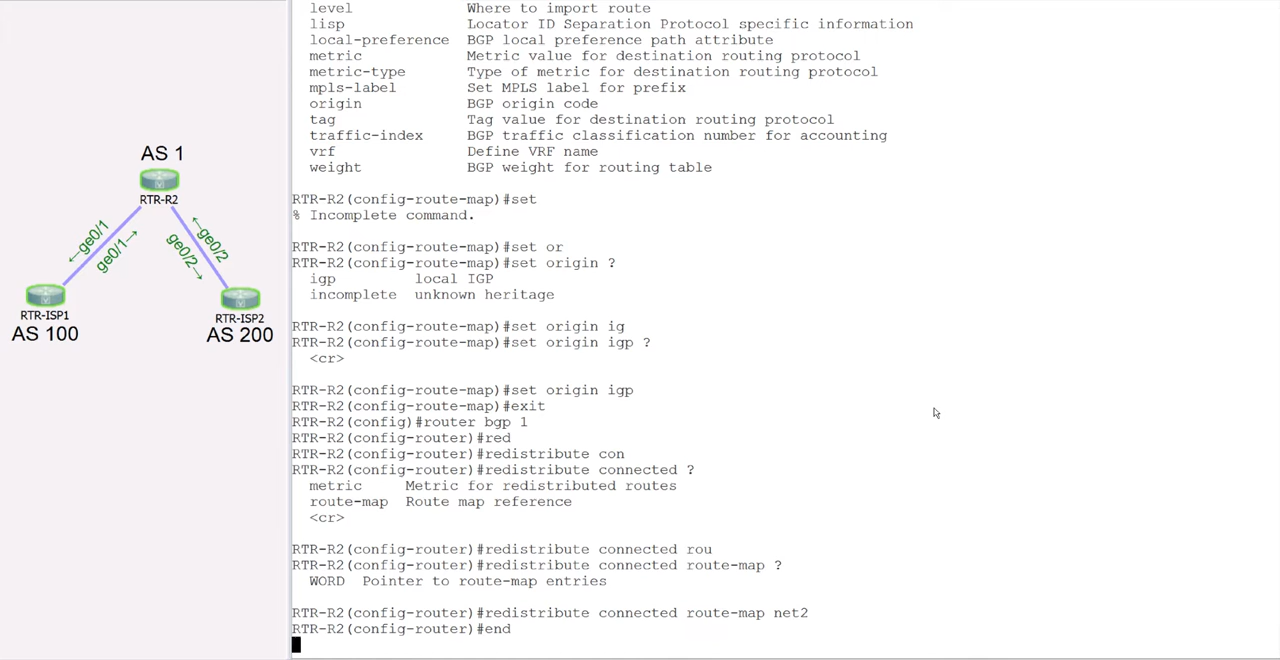 AS 1
RTR-R2
←ge0/1
ge0/1→
←ge0/2
ge0/2→
RTR-ISP1
AS 100
RTR-ISP2
AS 200
level Where to import route
lisp Locator ID Separation Protocol specific information
local-preference BGP local preference path attribute
metric Metric value for destination routing protocol
metric-type Type of metric for destination routing protocol
mpls-label Set MPLS label for prefix
origin BGP origin code
tag Tag value for destination routing protocol
traffic-index BGP traffic classification number for accounting
vrf Define VRF name
weight BGP weight for routing table
RTR-R2(config-route-map)#set
% Incomplete command.
RTR-R2(config-route-map)#set or
RTR-R2(config-route-map)#set origin ?
igp local IGP
incomplete unknown heritage
RTR-R2(config-route-map)#set origin ig
RTR-R2(config-route-map)#set origin igp ?
<cr>
RTR-R2(config-route-map)#set origin igp
RTR-R2(config-route-map)#exit
RTR-R2(config)#router bgp 1
RTR-R2(config-router)#red
RTR-R2(config-router)#redistribute con
RTR-R2(config-router)#redistribute connected ?
metric Metric for redistributed routes
route-map Route map reference
<cr>
RTR-R2(config-router)#redistribute connected rou
RTR-R2(config-router)#redistribute connected route-map ?
WORD Pointer to route-map entries
RTR-R2(config-router)#redistribute connected route-map net2
RTR-R2(config-router)#end